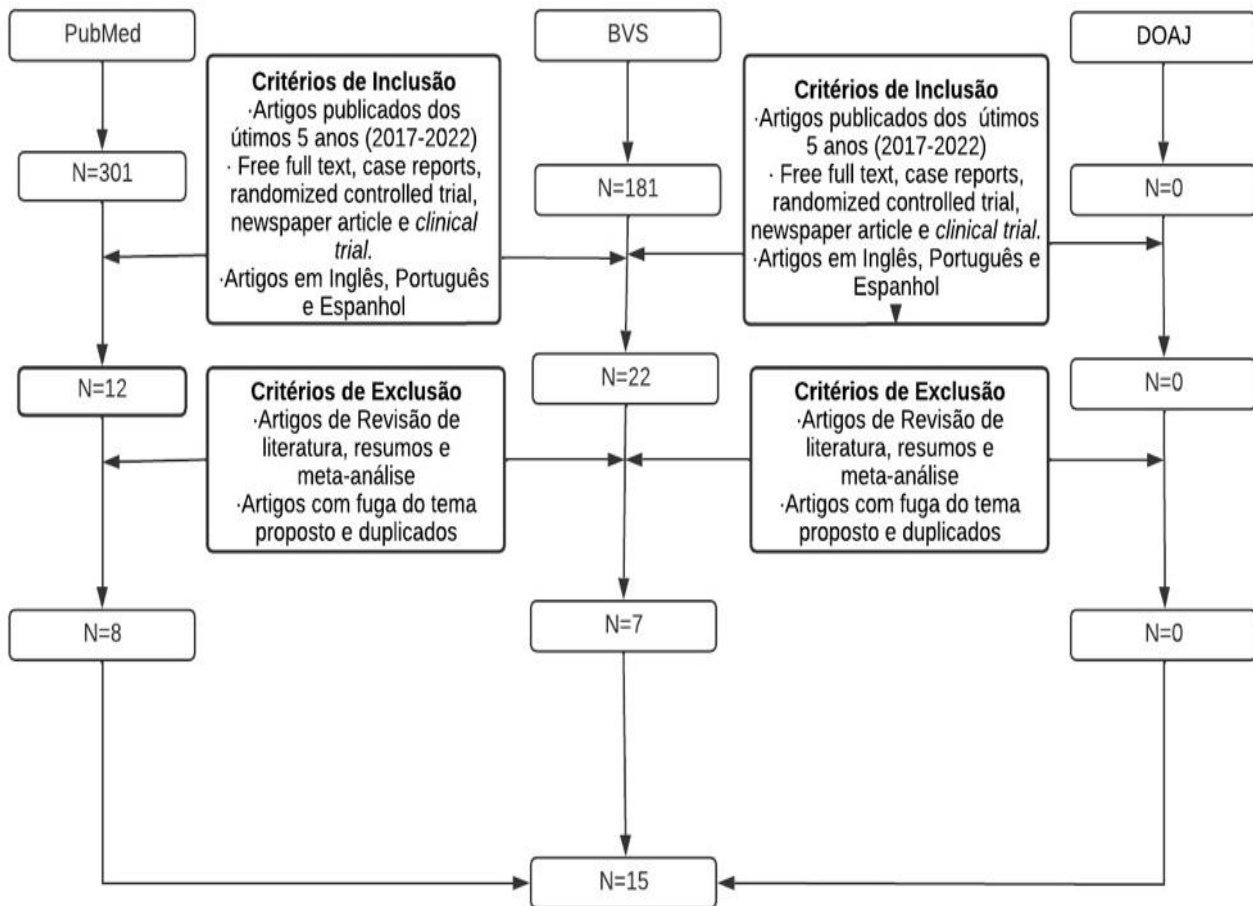 PubMed
BVS
DOAJ
Critérios de Inclusão
·Artigos publicados dos
útimos 5 anos (2017-2022)
· Free full text, case reports,
randomized controlled trial,
newspaper article e clinical
trial.
·Artigos em Inglês, Português
e Espanhol
Critérios de Inclusão
·Artigos publicados dos útimos
5 anos (2017-2022)
· Free full text, case reports,
randomized controlled trial,
newspaper article e clinical trial.
·Artigos em Inglês, Português e
Espanhol
N=301
N=181
N=0
N=12
N=22
N=0
Critérios de Exclusão
·Artigos de Revisão de
literatura, resumos e
meta-análise
·Artigos com fuga do tema
proposto e duplicados
Critérios de Exclusão
·Artigos de Revisão de
literatura, resumos e
meta-análise
·Artigos com fuga do tema
proposto e duplicados
N=8
N=7
N=0
N=15